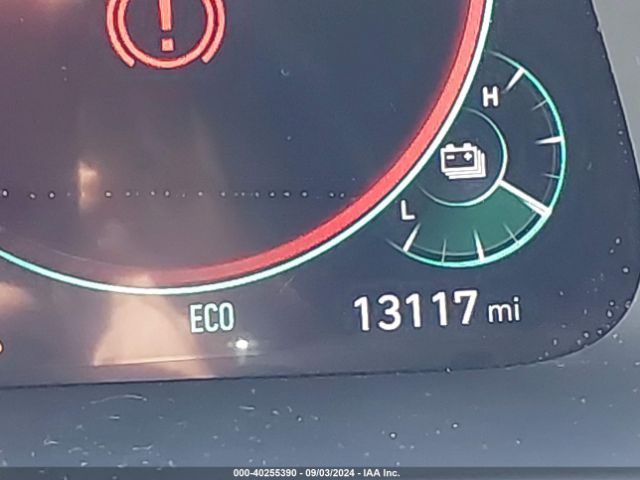 H
L
ECO
13117 mi
000-40255390 - 09/03/2024 - IAA Inc.